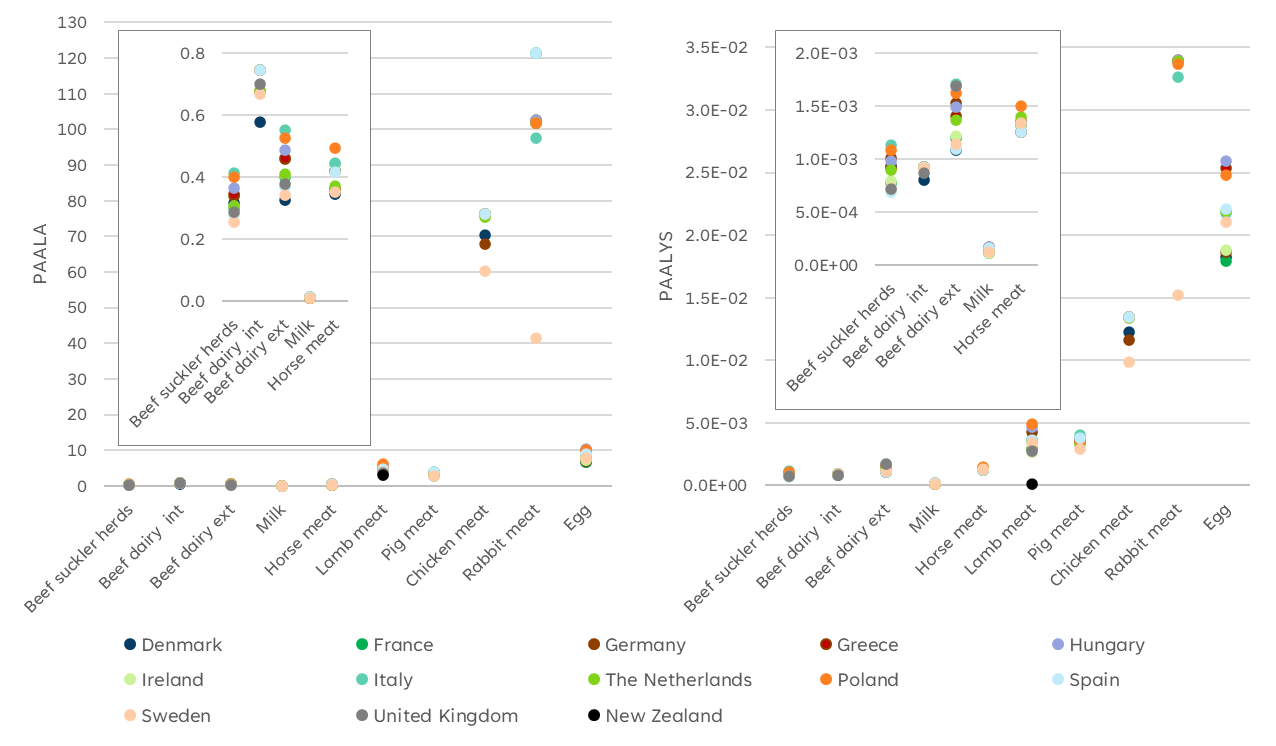 130
120
110
100
90
80
70
60
50
40
30
20
10
0
PAALA
0.8
0.6
0.4
0.2
0.0
Beef suckler herds
Beef dairy int
Beef dairy ext
Milk
Horse meat
Beef suckler herds
Beef dairy int
Beef dairy ext
Milk
Horse meat
Lamb meat
Pig meat
Chicken meat
Rabbit meat
Egg
3.5E-02
3.0E-02
2.5E-02
2.0E-02
1.5E-02
1.0E-02
5.0E-03
0.0E+00
PAALYS
2.0E-03
1.5E-03
1.0E-03
5.0E-04
0.0E+00
Beef suckler herds
Beef dairy int
Beef dairy ext
Milk
Horse meat
Beef suckler herds
Beef dairy int
Beef dairy ext
Milk
Horse meat
Lamb meat
Pig meat
Chicken meat
Rabbit meat
Egg
Denmark France Germany Greece Hungary
Ireland Italy The Netherlands Poland Spain
Sweden United Kingdom New Zealand